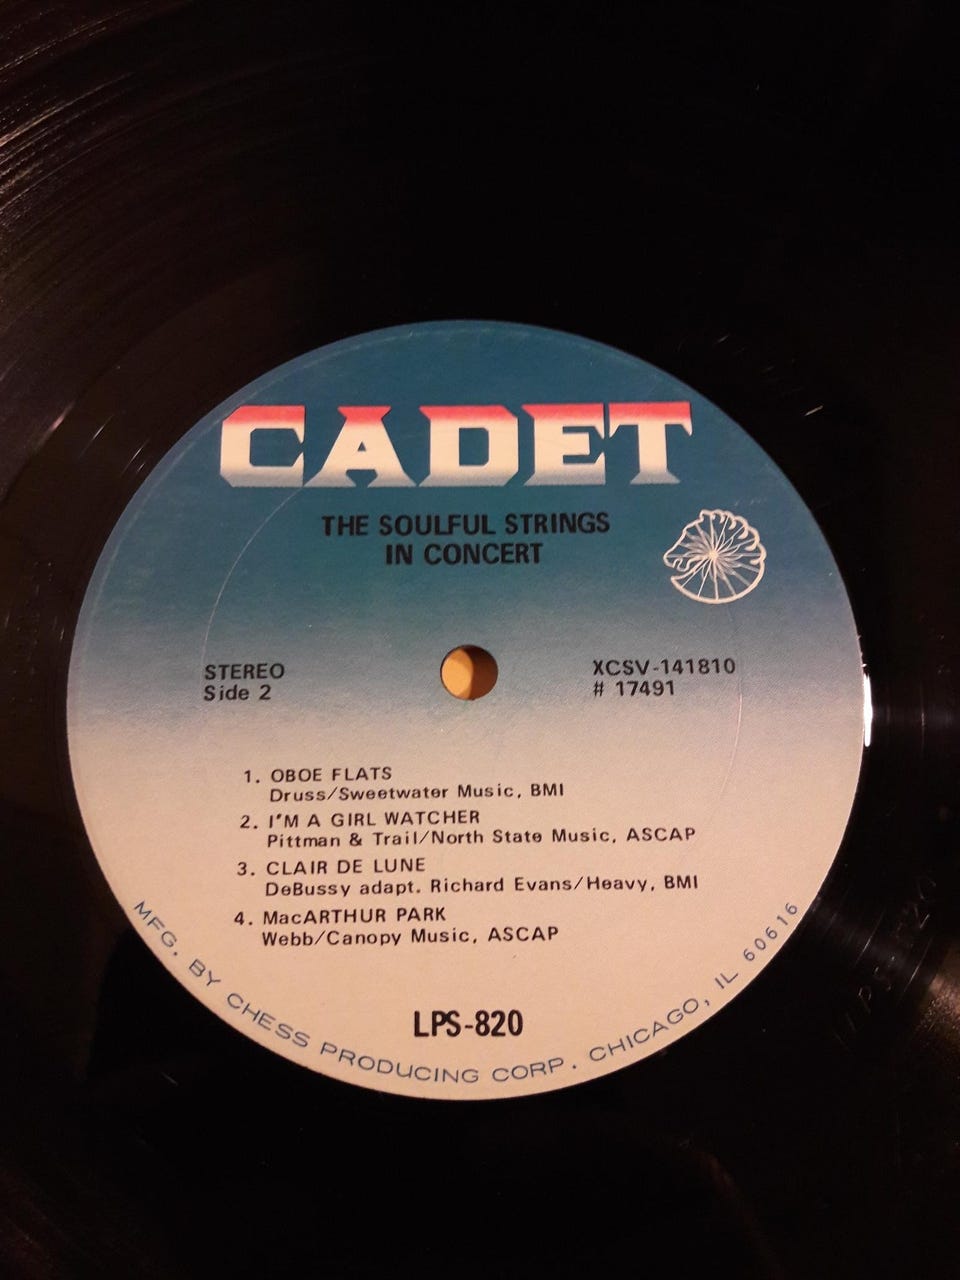 CADET
THE SOULFUL STRINGS
IN CONCERT
STEREO
Side 2
XCSV-141810
# 17491
1. OBOE FLATS
Druss/Sweetwater Music, BMI
2. I'M A GIRL WATCHER
Pittman & Trail/North State Music, ASCAP
3. CLAIR DE LUNE
DeBussy adapt. Richard Evans/Heavy, BMI
4. MacARTHUR PARK
Webb/Canopy Music, ASCAP
LPS-820
MFG. BY CHESS PRODUCING CORP. CHICAGO, IL 60616